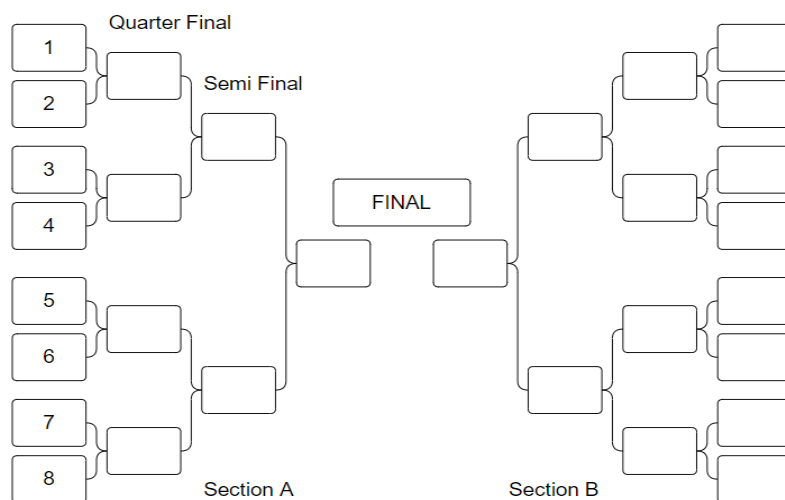 Quarter Final
1
2
Semi Final
3
4
FINAL
5
6
7
8
Section A
Section B